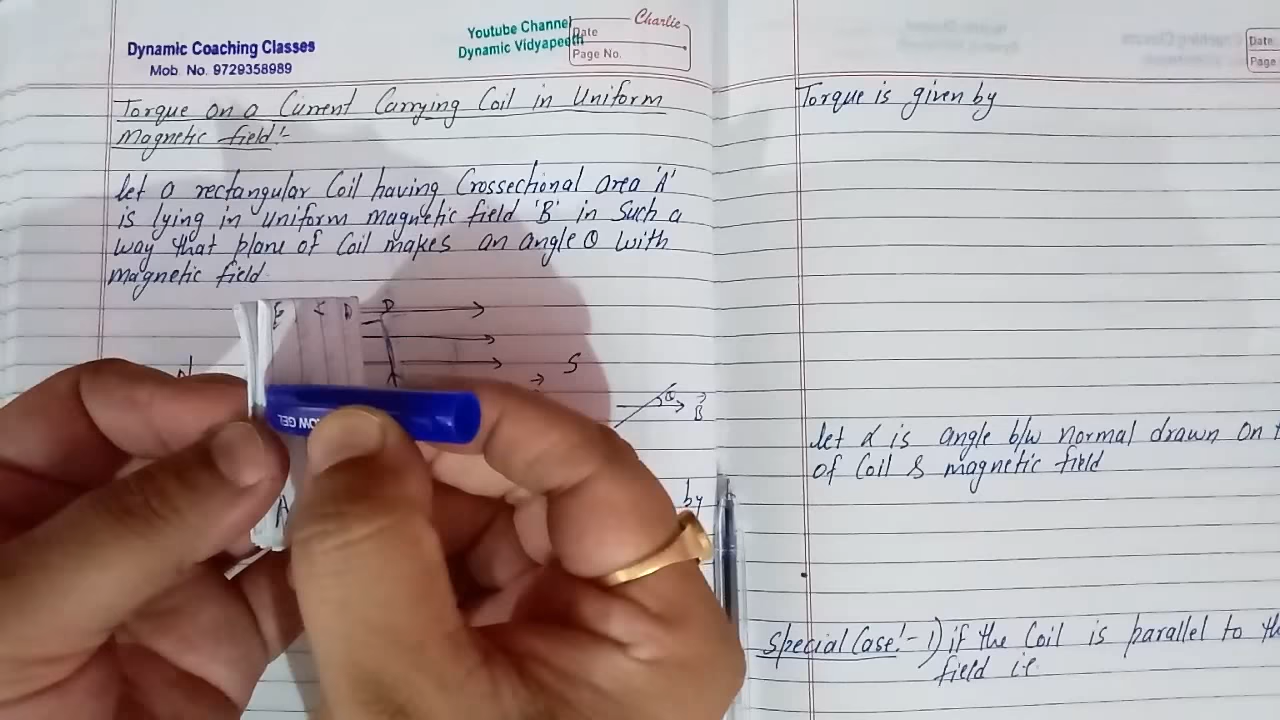 Dynamic Coaching Classes
Mob. No. 9729358989
Youtube Channel
Dynamic Vidyapeeth
Charlie
Date
Page No.
Torque on a Current Carrying Coil in Uniform
Magnetic field:-
Let a rectangular Coil having Crossectional area 'A'
is lying in uniform magnetic field 'B' in Such a
way that plane of Coil makes an angle θ with
magnetic field.
D
D
S
θ
B
A
by
Torque is given by
Date
Page
Let α is angle b/w normal drawn on
of Coil & magnetic field
Special Case:- 1) if the Coil is parallel to the
field i.e